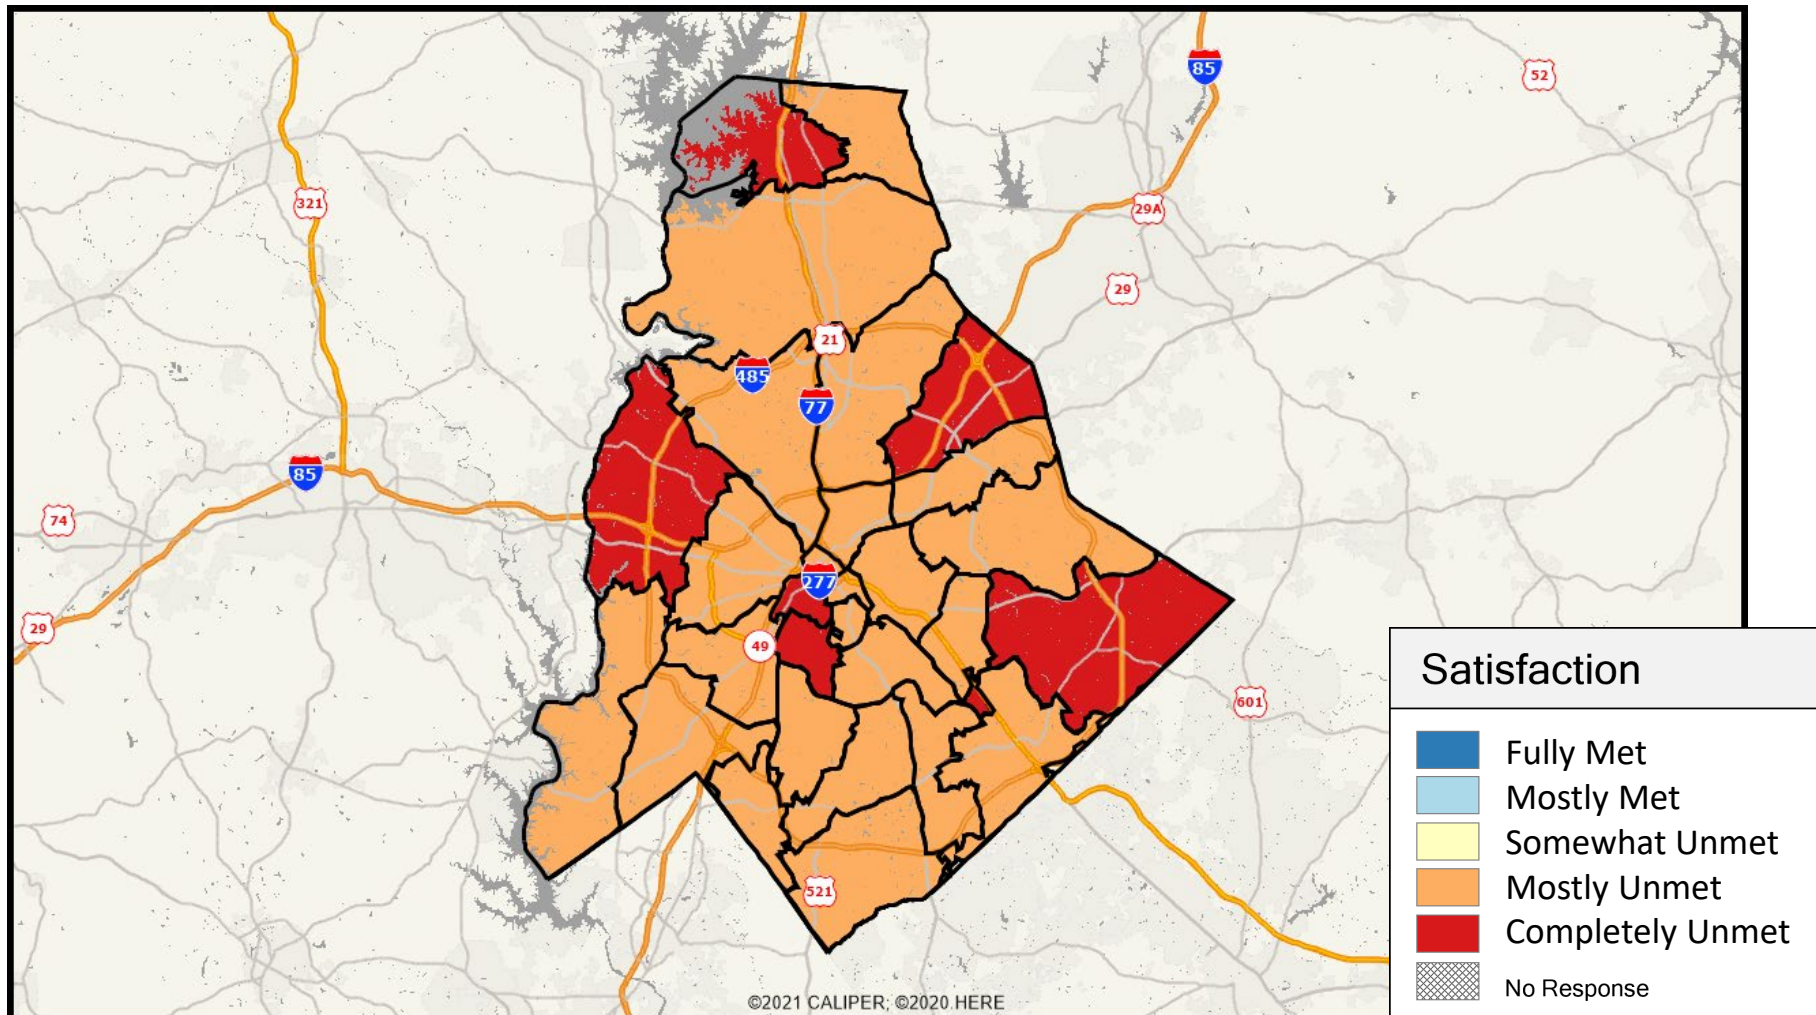 85
52
321
29A
29
21
485
77
85
74
277
29
49
601
521
Satisfaction
Fully Met
Mostly Met
Somewhat Unmet
Mostly Unmet
Completely Unmet
No Response
©2021 CALIPER; ©2020 HERE